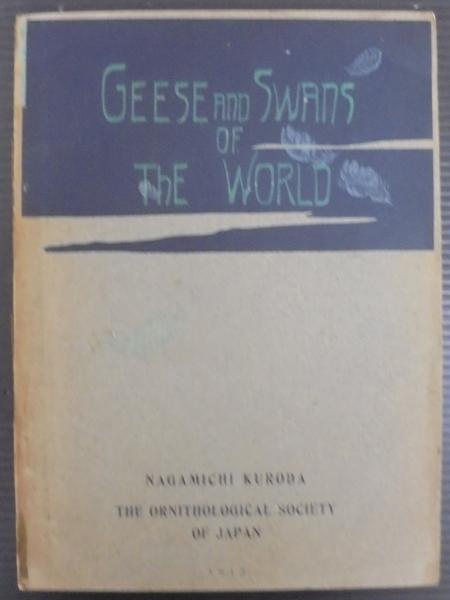 GEESE AND SWANS
OF
THE WORLD
NAGAMICHI KURODA
THE ORNITHOLOGICAL SOCIETY
OF JAPAN